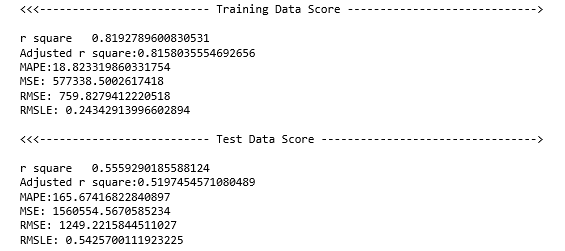 <<<-------------------------- Training Data Score ----------------------------->
r square   0.8192789600830531
Adjusted r square:0.8158035554692656
MAPE:18.823319860331754
MSE: 577338.5002617418
RMSE: 759.8279412220518
RMSLE: 0.24342913996602894
<<<-------------------------- Test Data Score --------------------------------->
r square   0.5559290185588124
Adjusted r square:0.5197454571080489
MAPE:165.67416822840897
MSE: 1560554.5670585234
RMSE: 1249.2215844511027
RMSLE: 0.5425700111923225